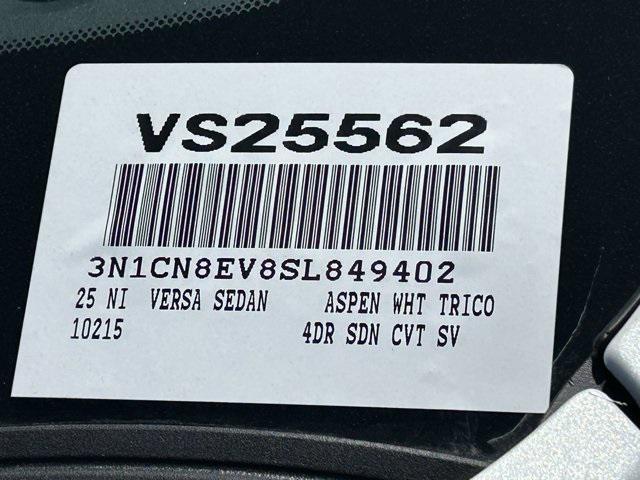 VS25562
3N1CN8EV8SL849402
25 NI VERSA SEDAN ASPEN WHT TRICO
10215 4DR SDN CVT SV